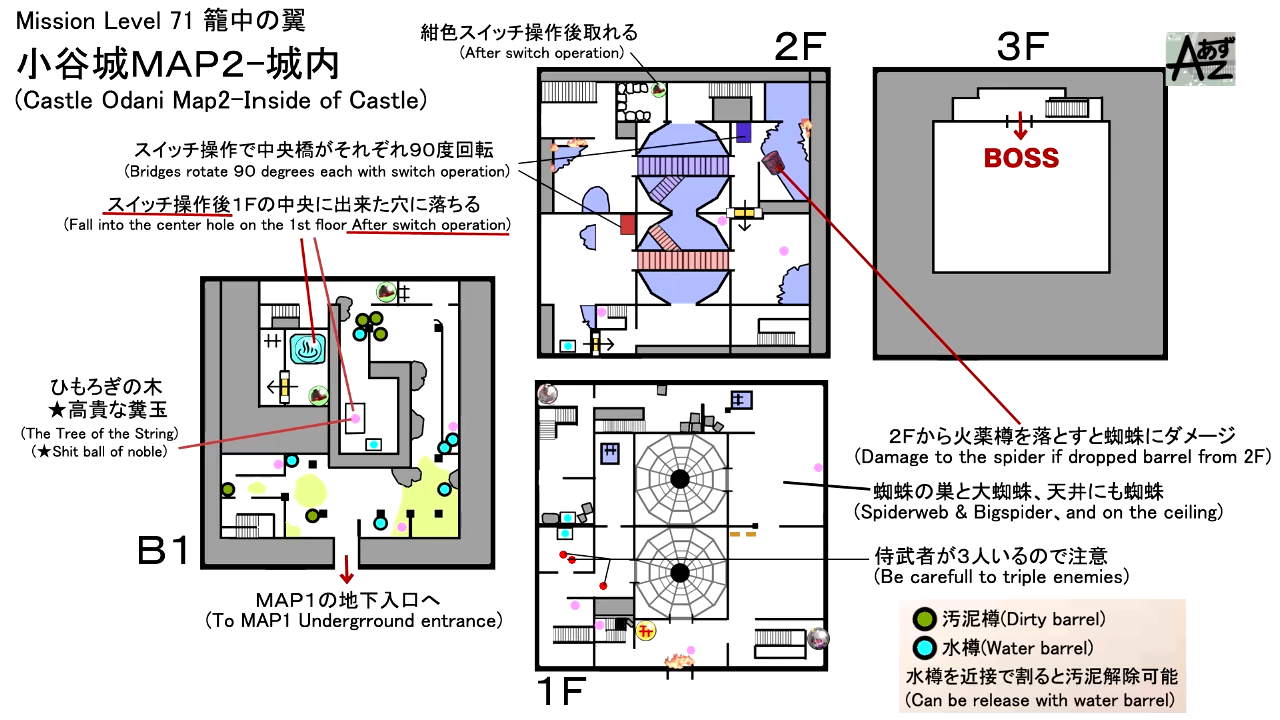 Mission Level 71 籠中の翼
小谷城MAP2-城内
(Castle Odani Map2-Inside of Castle)
紺色スイッチ操作後取れる
(After switch operation)
2F
3F
あず
AZ
スイッチ操作で中央橋がそれぞれ90度回転
(Bridges rotate 90 degrees each with switch operation)
スイッチ操作後1Fの中央に出来た穴に落ちる
(Fall into the center hole on the 1st floor After switch operation)
BOSS
ひもろぎの木
★高貴な糞玉
(The Tree of the String)
(★Shit ball of noble)
2Fから火薬樽を落とすと蜘蛛にダメージ
(Damage to the spider if dropped barrel from 2F)
蜘蛛の巣と大蜘蛛、天井にも蜘蛛
(Spiderweb & Bigspider、and on the ceiling)
B1
侍武者が3人いるので注意
(Be carefull to triple enemies)
MAP1の地下入口へ
(To MAP1 Undergrround entrance)
1F
汚泥樽(Dirty barrel)
水樽(Water barrel)
水樽を近接で割ると汚泥解除可能
(Can be release with water barrel)